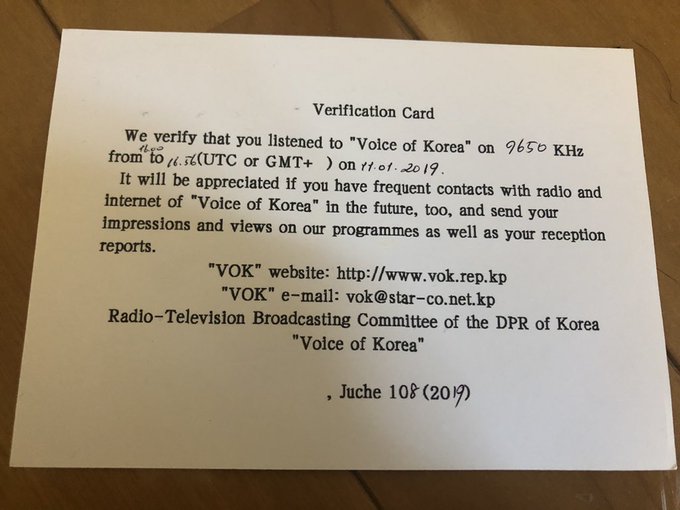 Verification Card
We verify that you listened to "Voice of Korea" on 9650 KHz
from 16.00 to 16.56 (UTC or GMT+ ) on 11.01.2019.
It will be appreciated if you have frequent contacts with radio and
internet of "Voice of Korea" in the future, too, and send your
impressions and views on our programmes as well as your reception
reports.
"VOK" website: http://www.vok.rep.kp
"VOK" e-mail: vok@star-co.net.kp
Radio-Television Broadcasting Committee of the DPR of Korea
"Voice of Korea"
, Juche 108 (2019)